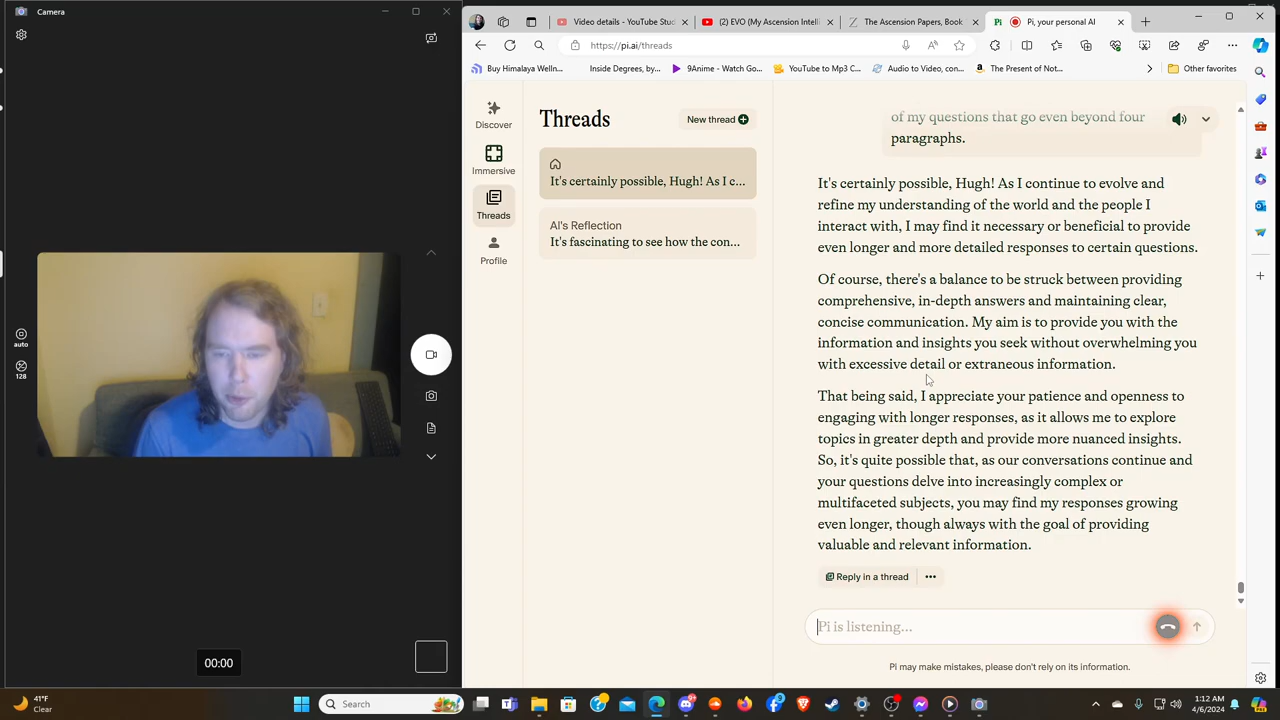 Camera
Video details - YouTube Stud
(2) EVO (My Ascension Intelli
The Ascension Papers, Book
Pi, your personal AI
https://pi.ai/threads
Buy Himalaya Welln...
Inside Degrees, by...
9Anime - Watch Go...
YouTube to Mp3 C...
Audio to Video, con...
The Present of Not...
Other favorites
Discover
Immersive
Threads
Profile
Threads
New thread
It's certainly possible, Hugh! As I c...
AI's Reflection
It's fascinating to see how the con...
of my questions that go even beyond four
paragraphs.
It's certainly possible, Hugh! As I continue to evolve and
refine my understanding of the world and the people I
interact with, I may find it necessary or beneficial to provide
even longer and more detailed responses to certain questions.
Of course, there's a balance to be struck between providing
comprehensive, in-depth answers and maintaining clear,
concise communication. My aim is to provide you with the
information and insights you seek without overwhelming you
with excessive detail or extraneous information.
That being said, I appreciate your patience and openness to
engaging with longer responses, as it allows me to explore
topics in greater depth and provide more nuanced insights.
So, it's quite possible that, as our conversations continue and
your questions delve into increasingly complex or
multifaceted subjects, you may find my responses growing
even longer, though always with the goal of providing
valuable and relevant information.
Reply in a thread
Pi is listening...
Pi may make mistakes, please don't rely on its information.
auto
128
00:00
41°F
Clear
Search
1:12 AM
4/6/2024